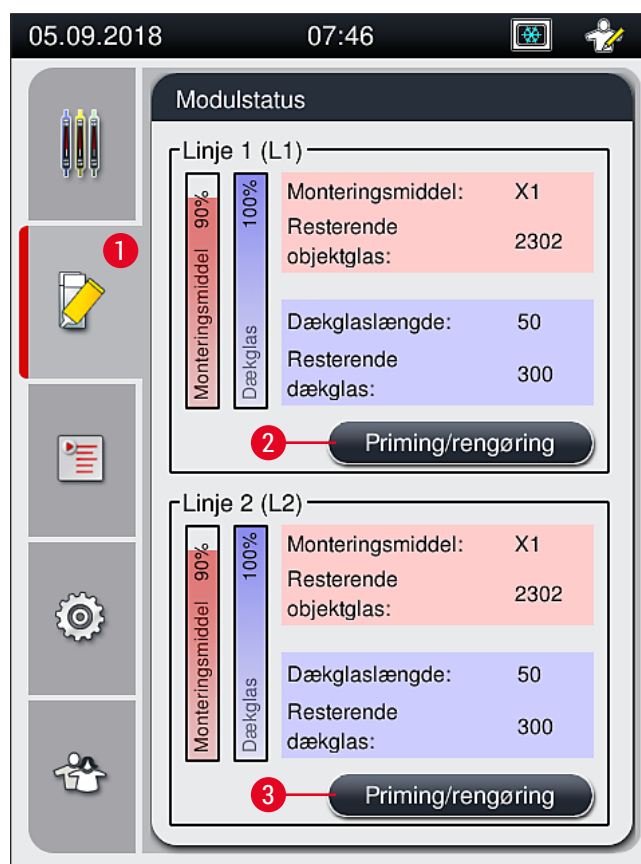 05.09.2018 07:46
1
Modulstatus
Linje 1 (L1)
Monteringsmiddel 90%
Dækglas 100%
Monteringsmiddel: X1
Resterende
objektglas: 2302
Dækglaslængde: 50
Resterende
dækglas: 300
2 Priming/rengøring
Linje 2 (L2)
Monteringsmiddel 90%
Dækglas 100%
Monteringsmiddel: X1
Resterende
objektglas: 2302
Dækglaslængde: 50
Resterende
dækglas: 300
3 Priming/rengøring